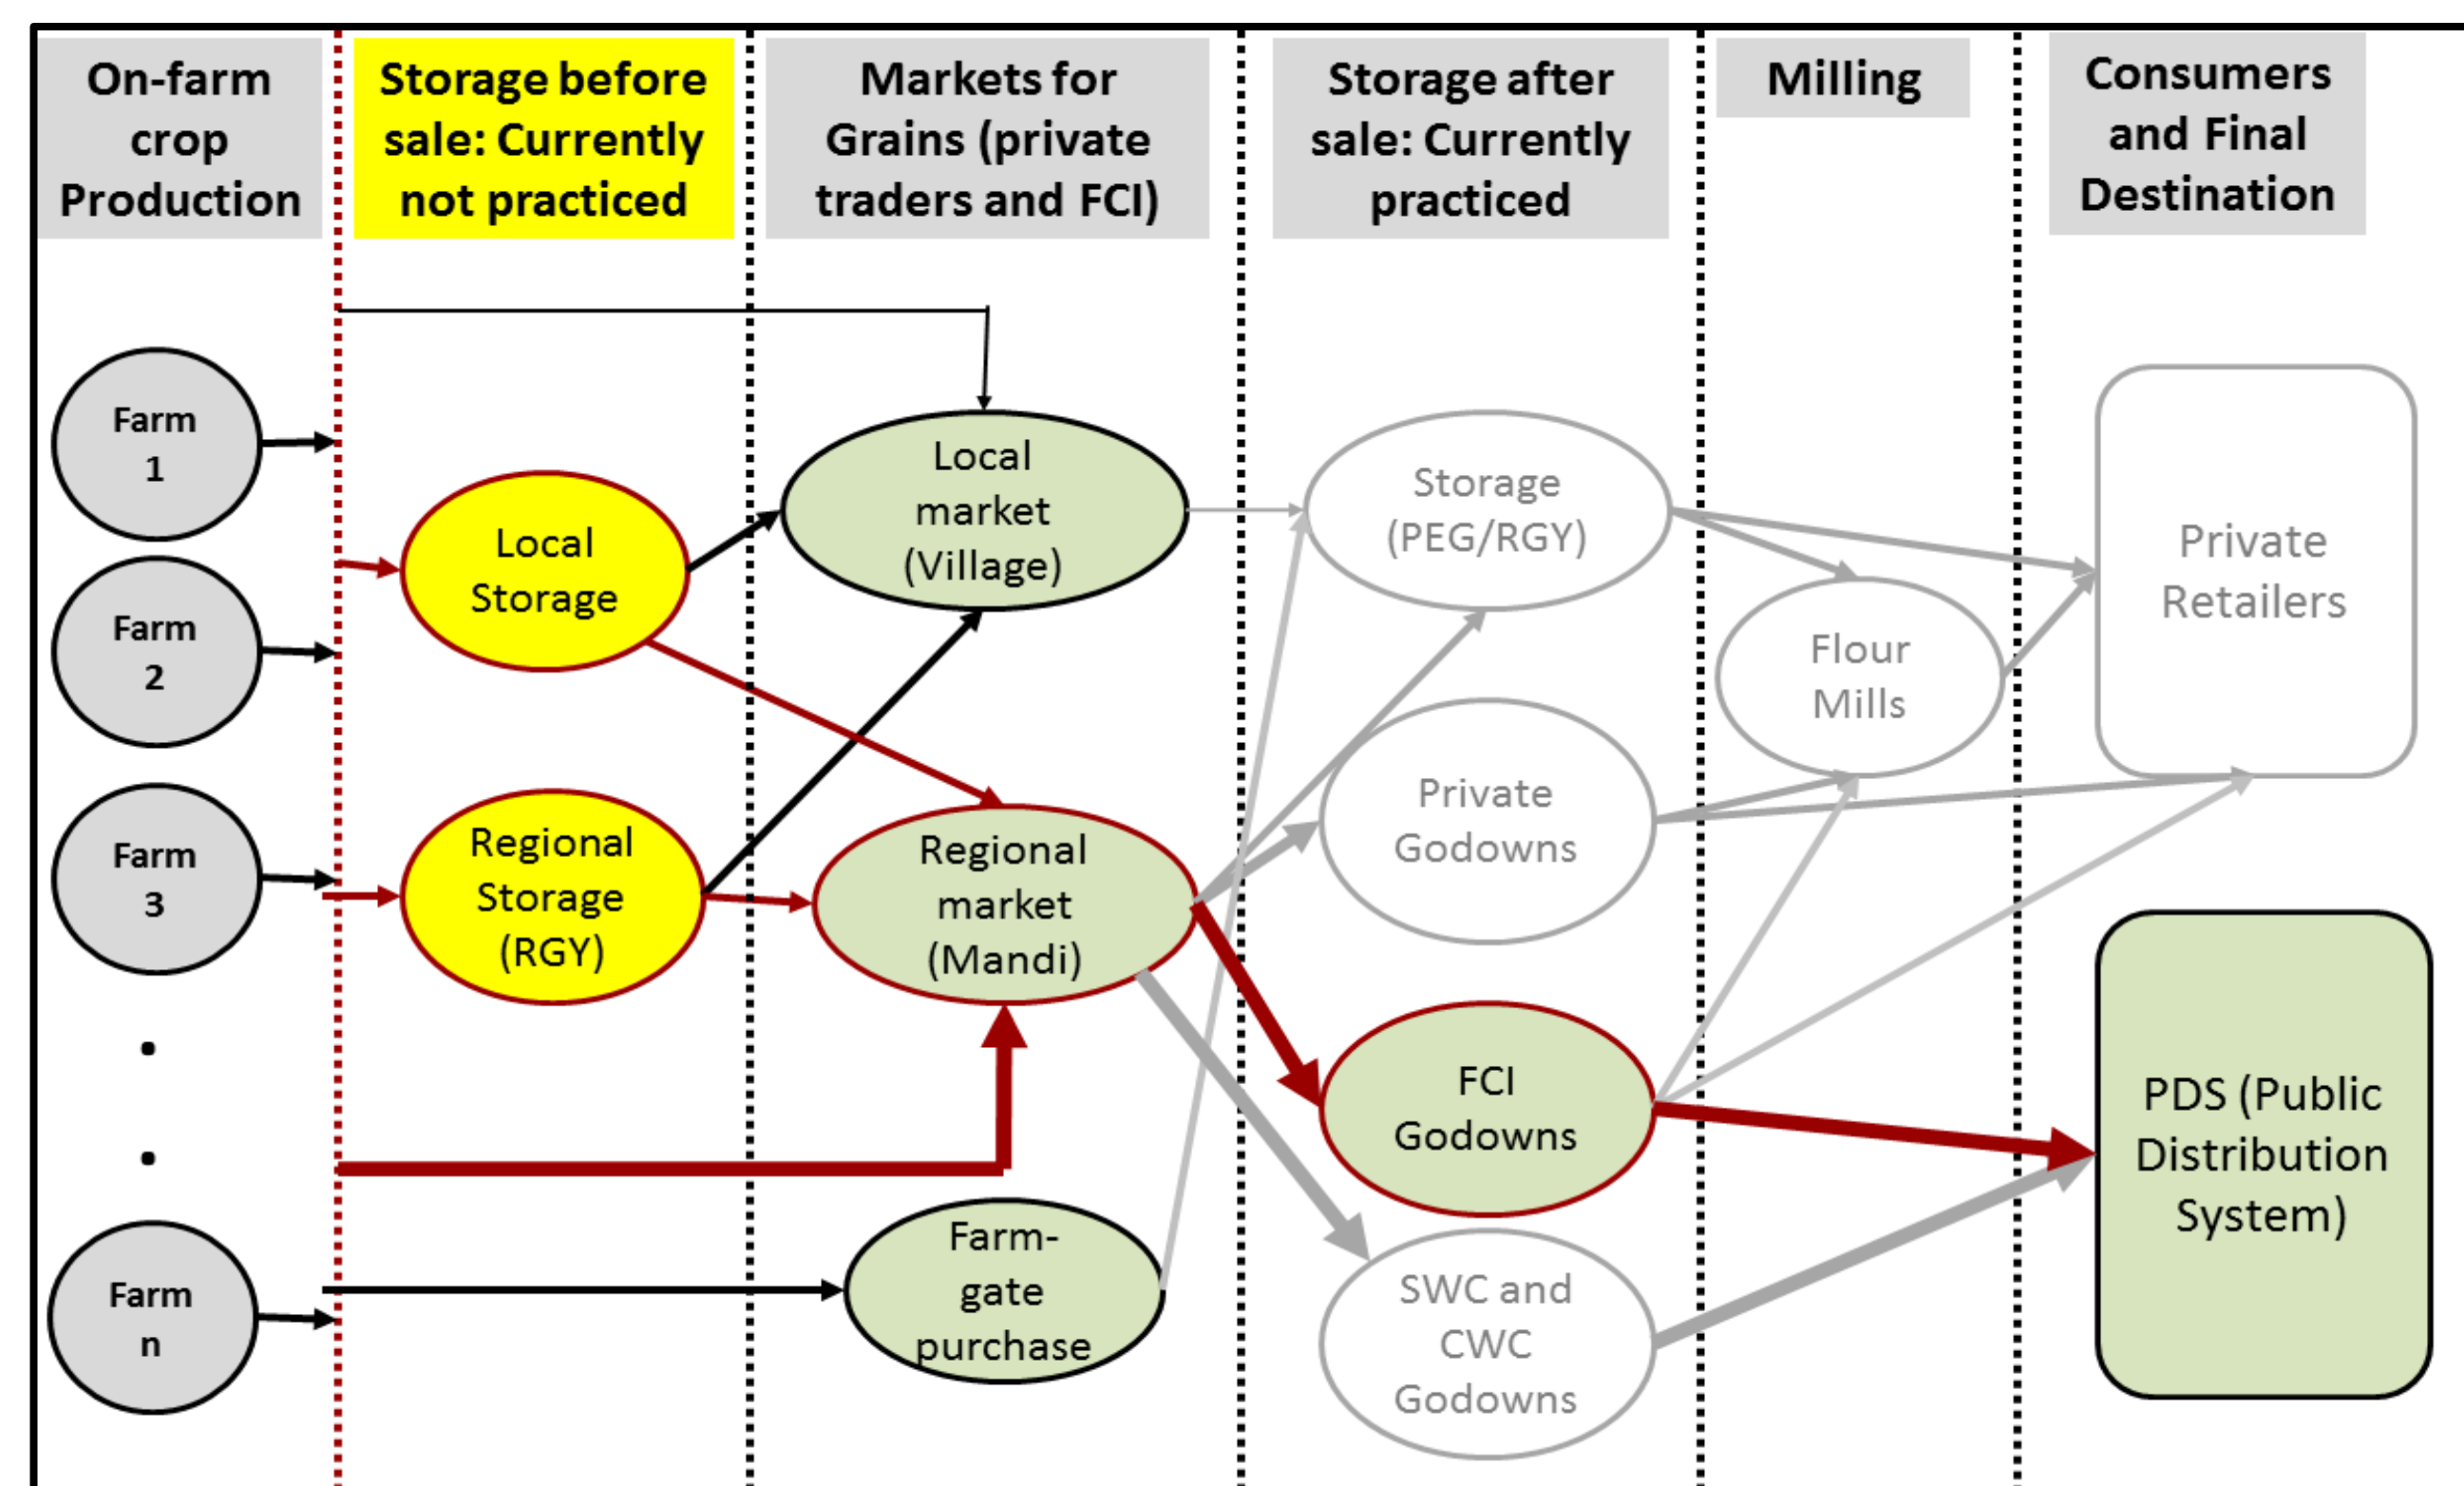 On-farm
crop
Production
Storage before
sale: Currently
not practiced
Markets for
Grains (private
traders and FCI)
Storage after
sale: Currently
practiced
Milling
Consumers
and Final
Destination
Farm
1
Farm
2
Farm
3
.
.
Farm
n
Local
Storage
Regional
Storage
(RGY)
Local
market
(Village)
Regional
market
(Mandi)
Farm-
gate
purchase
Storage
(PEG/RGY)
Private
Godowns
FCI
Godowns
SWC and
CWC
Godowns
Flour
Mills
Private
Retailers
PDS (Public
Distribution
System)